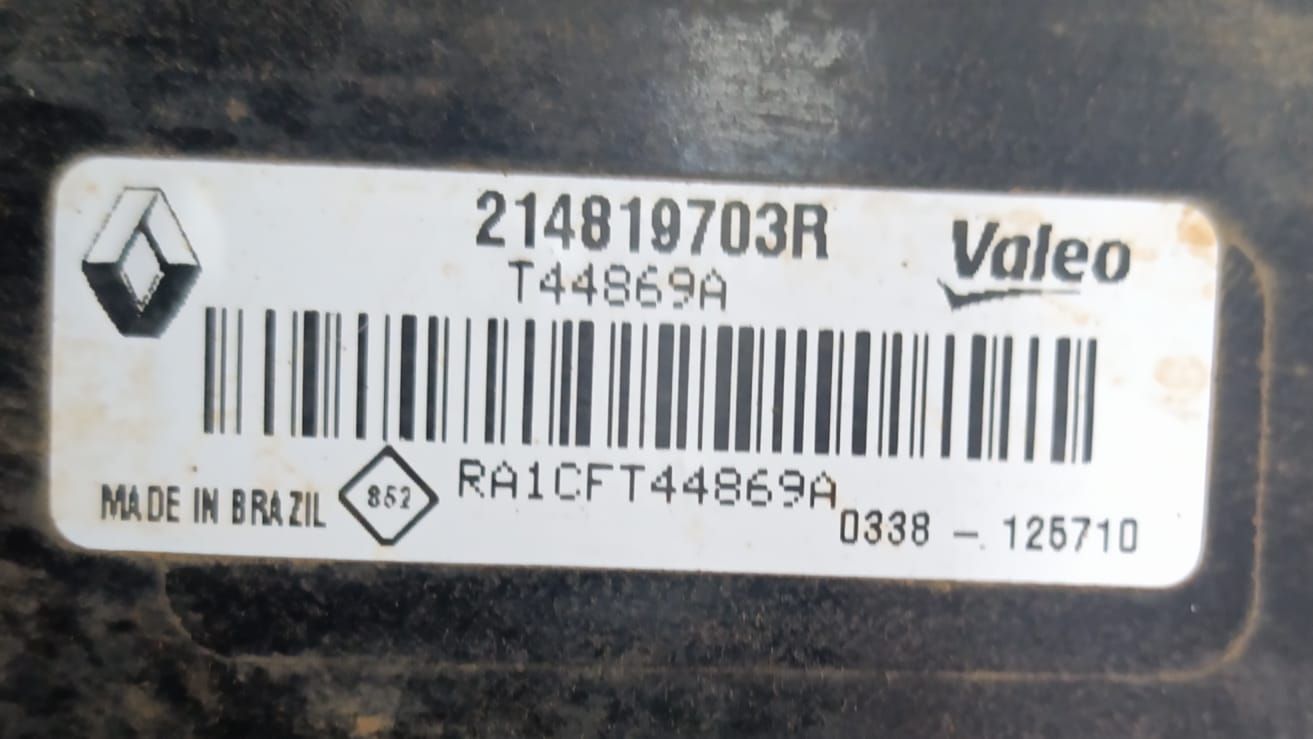 214819703R
Valeo
T44869A
RA1CFT44869A
MADE IN BRAZIL
852
0338 - 125710